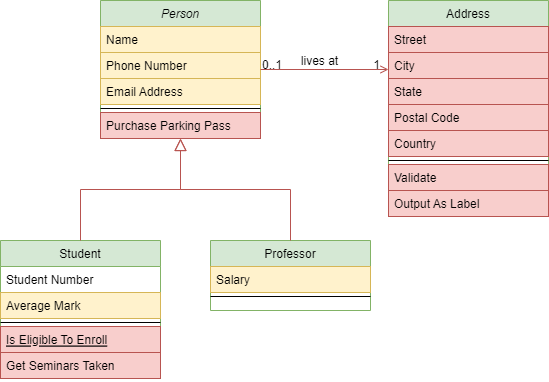 Person
Name
Phone Number
Email Address
Purchase Parking Pass
0..1
lives at
1
Address
Street
City
State
Postal Code
Country
Validate
Output As Label
Student
Student Number
Average Mark
Is Eligible To Enroll
Get Seminars Taken
Professor
Salary